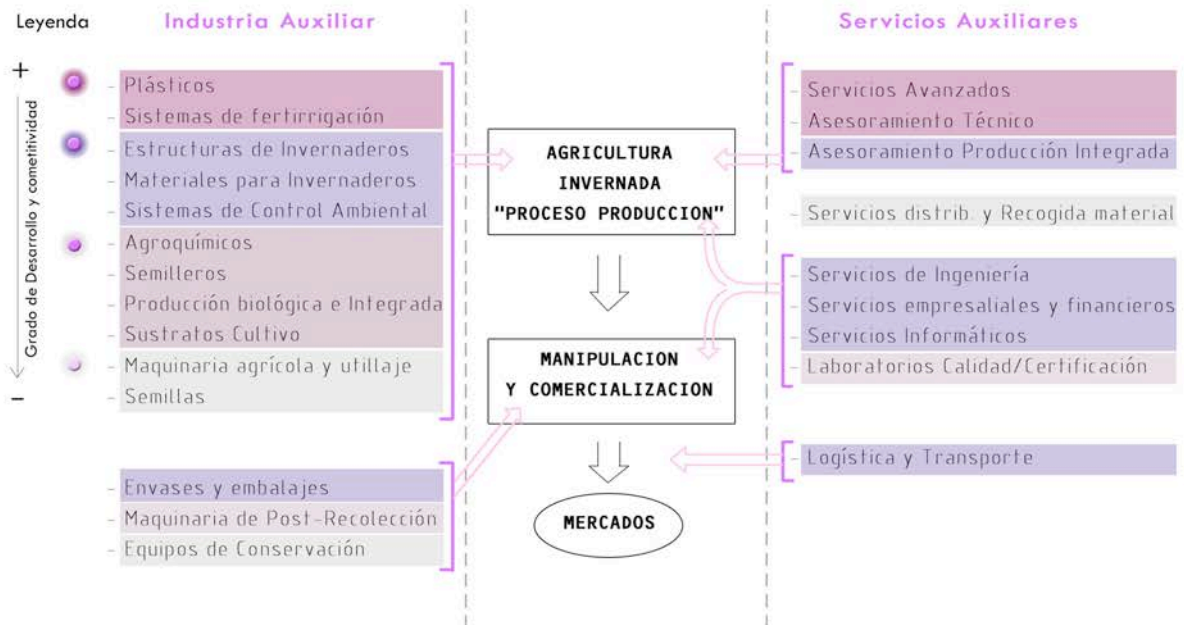 Leyenda
Industria Auxiliar
Servicios Auxiliares
+
Grado de Desarrollo y cometitividad
−
- Plásticos
- Sistemas de fertirrigación
- Estructuras de Invernaderos
- Materiales para Invernaderos
- Sistemas de Control Ambiental
- Agroquímicos
- Semilleros
- Producción biológica e Integrada
- Sustratos Cultivo
- Maquinaria agrícola y utillaje
- Semillas
- Envases y embalajes
- Maquinaria de Post-Recolección
- Equipos de Conservación
AGRICULTURA
INVERNADA
"PROCESO PRODUCCION"
MANIPULACION
Y COMERCIALIZACION
MERCADOS
- Servicios Avanzados
- Asesoramiento Técnico
- Asesoramiento Producción Integrada
- Servicios distrib. y Recogida material
- Servicios de Ingeniería
- Servicios empresaliales y financieros
- Servicios Informáticos
- Laboratorios Calidad/Certificación
- Logística y Transporte